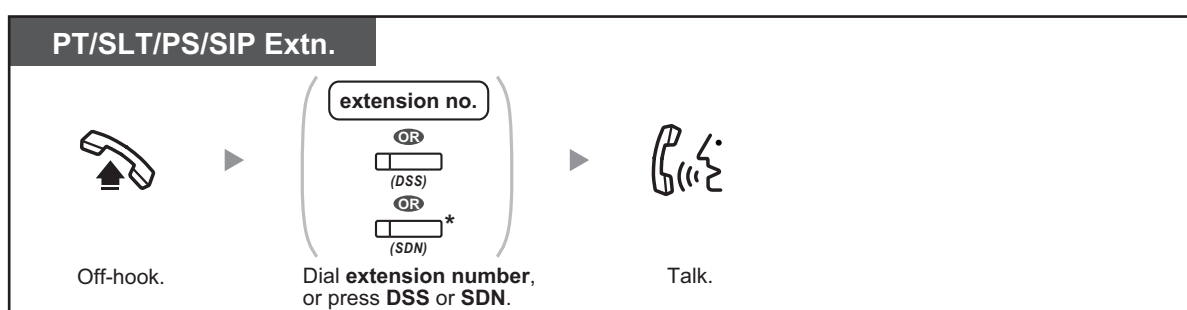 PT/SLT/PS/SIP Extn.
extension no.
OR
(DSS)
OR
*
(SDN)
Off-hook.
Dial extension number,
or press DSS or SDN.
Talk.